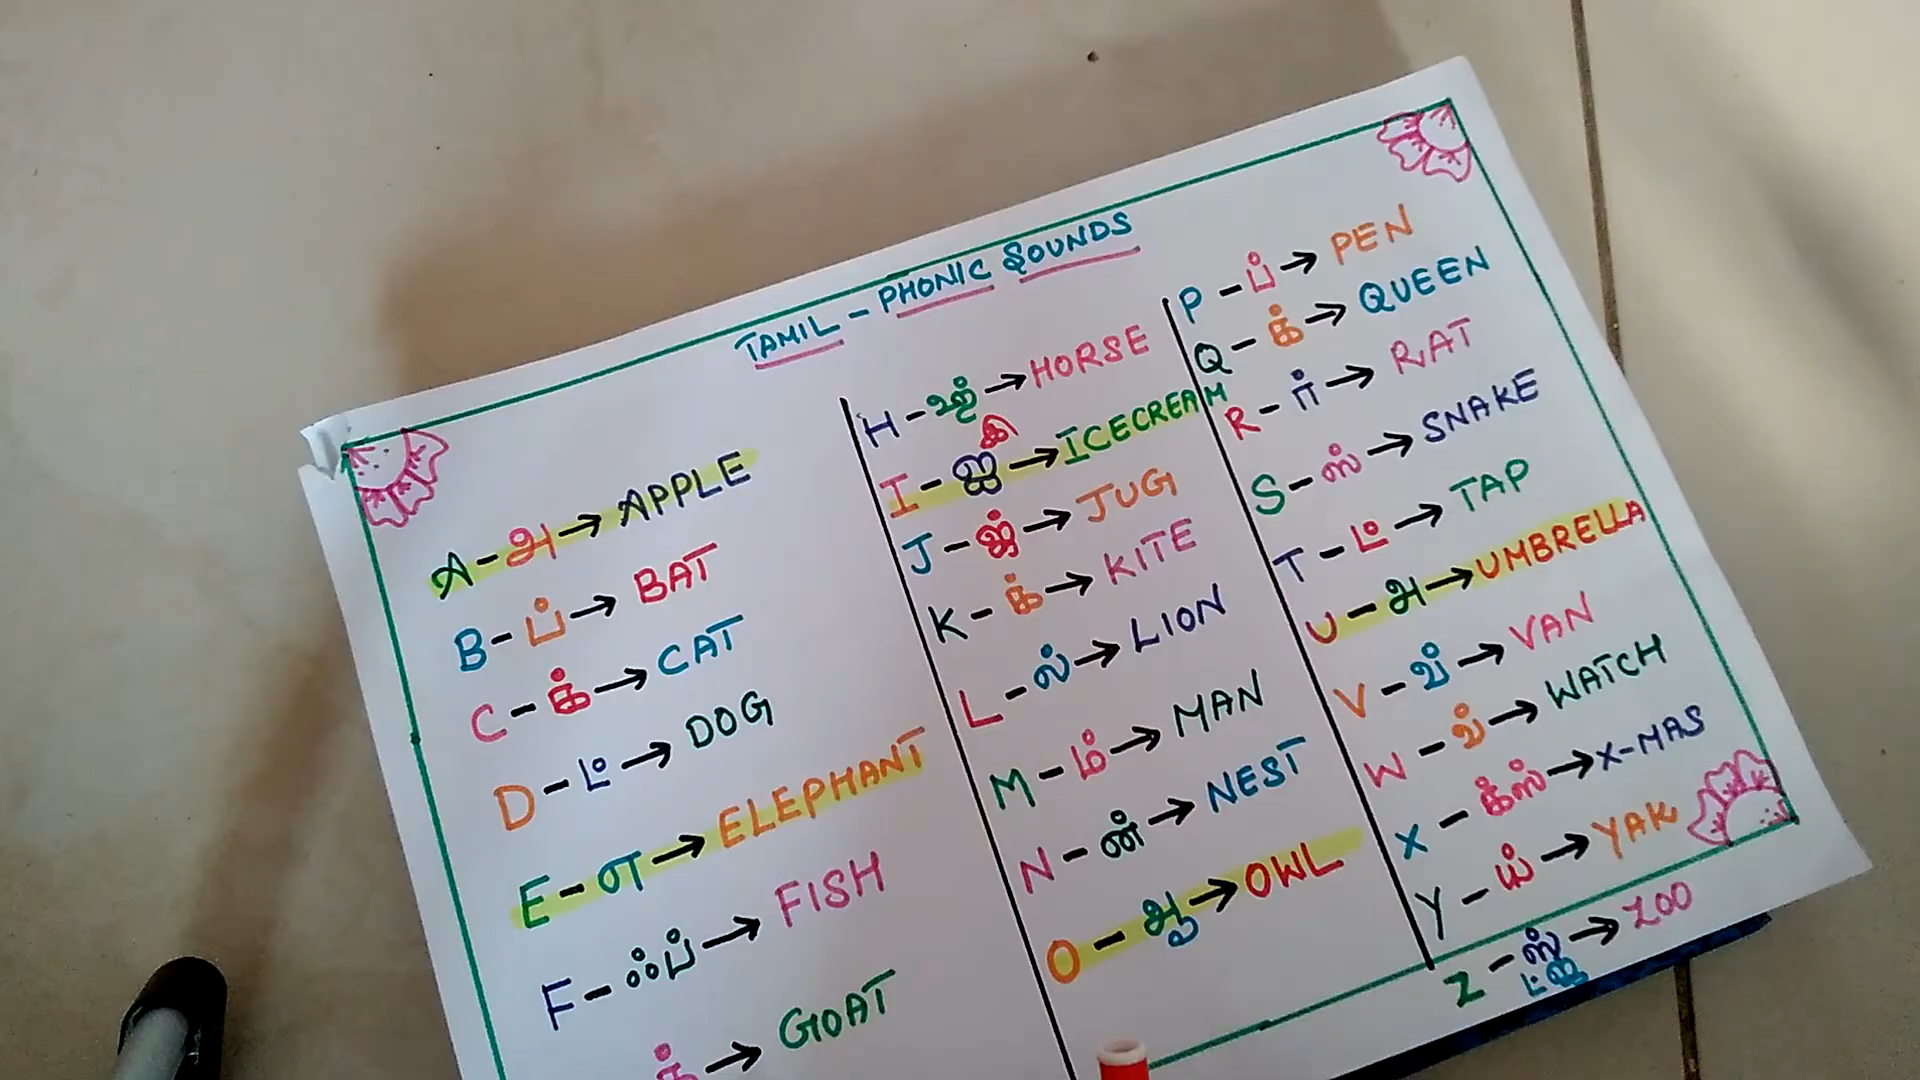 TAMIL - PHONIC SOUNDS
A - அ → APPLE
B - ப் → BAT
C - க் → CAT
D - ட் → DOG
E - எ → ELEPHANT
F - ஃப் → FISH
க் → GOAT
H - ஹ் → HORSE
இ
I - ஐ → ICECREAM
J - ஜ் → JUG
K - க் → KITE
L - ல் → LION
M - ம் → MAN
N - ன் → NEST
O - ஆ → OWL
P - ப் → PEN
Q - க் → QUEEN
R - ர் → RAT
S - ஸ் → SNAKE
T - ட் → TAP
U - அ → UMBRELLA
V - வ் → VAN
W - வ் → WATCH
X - க்ஸ் → X-MAS
Y - ய் → YAK
Z - ஸ் → ZOO